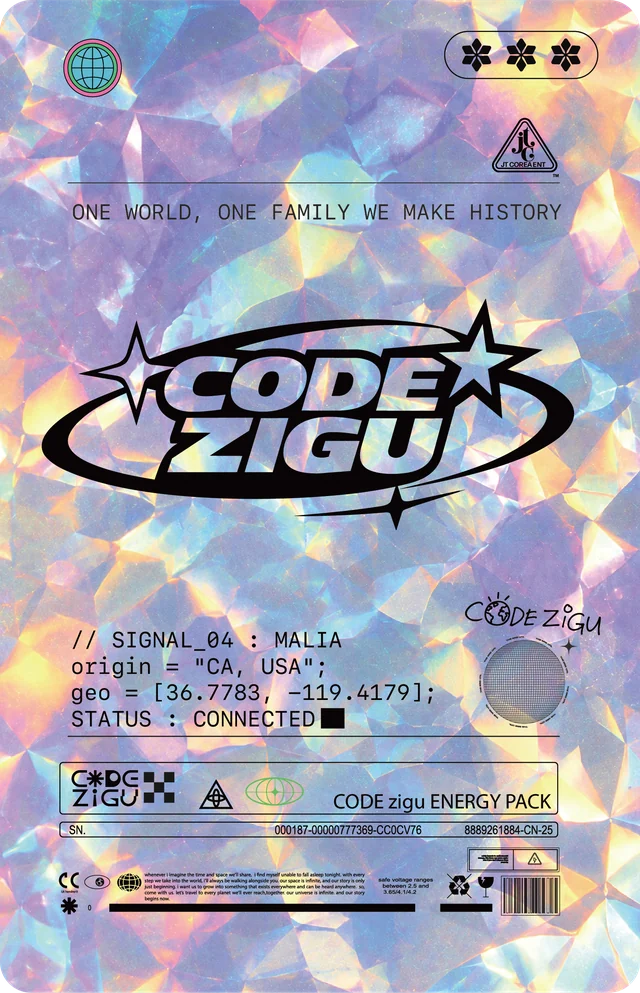 jtc
JT COREA ENT
TM
ONE WORLD, ONE FAMILY WE MAKE HISTORY
CODE
ZIGU
CODE ZiGU
// SIGNAL_04 : MALIA
origin = "CA, USA";
geo = [36.7783, -119.4179];
STATUS : CONNECTED
C*DE
ZiGU
CODE zigu ENERGY PACK
SN. 000187-00000777369-CC0CV76 8889261884-CN-25
whenever i imagine the time and space we'll share, i find myself unable to fall asleep tonight. with every
step we take into the world, i'll always be walking alongside you. our space is infinite, and our story is only
just beginning. i want us to grow into something that exists everywhere and can be heard anywhere. so,
come with us. let's travel to every planet we'll ever reach,together. our universe is infinite. and our story
begins now.
safe voltage ranges
between 2.5 and
3.65/4.1/4.2
CE
0